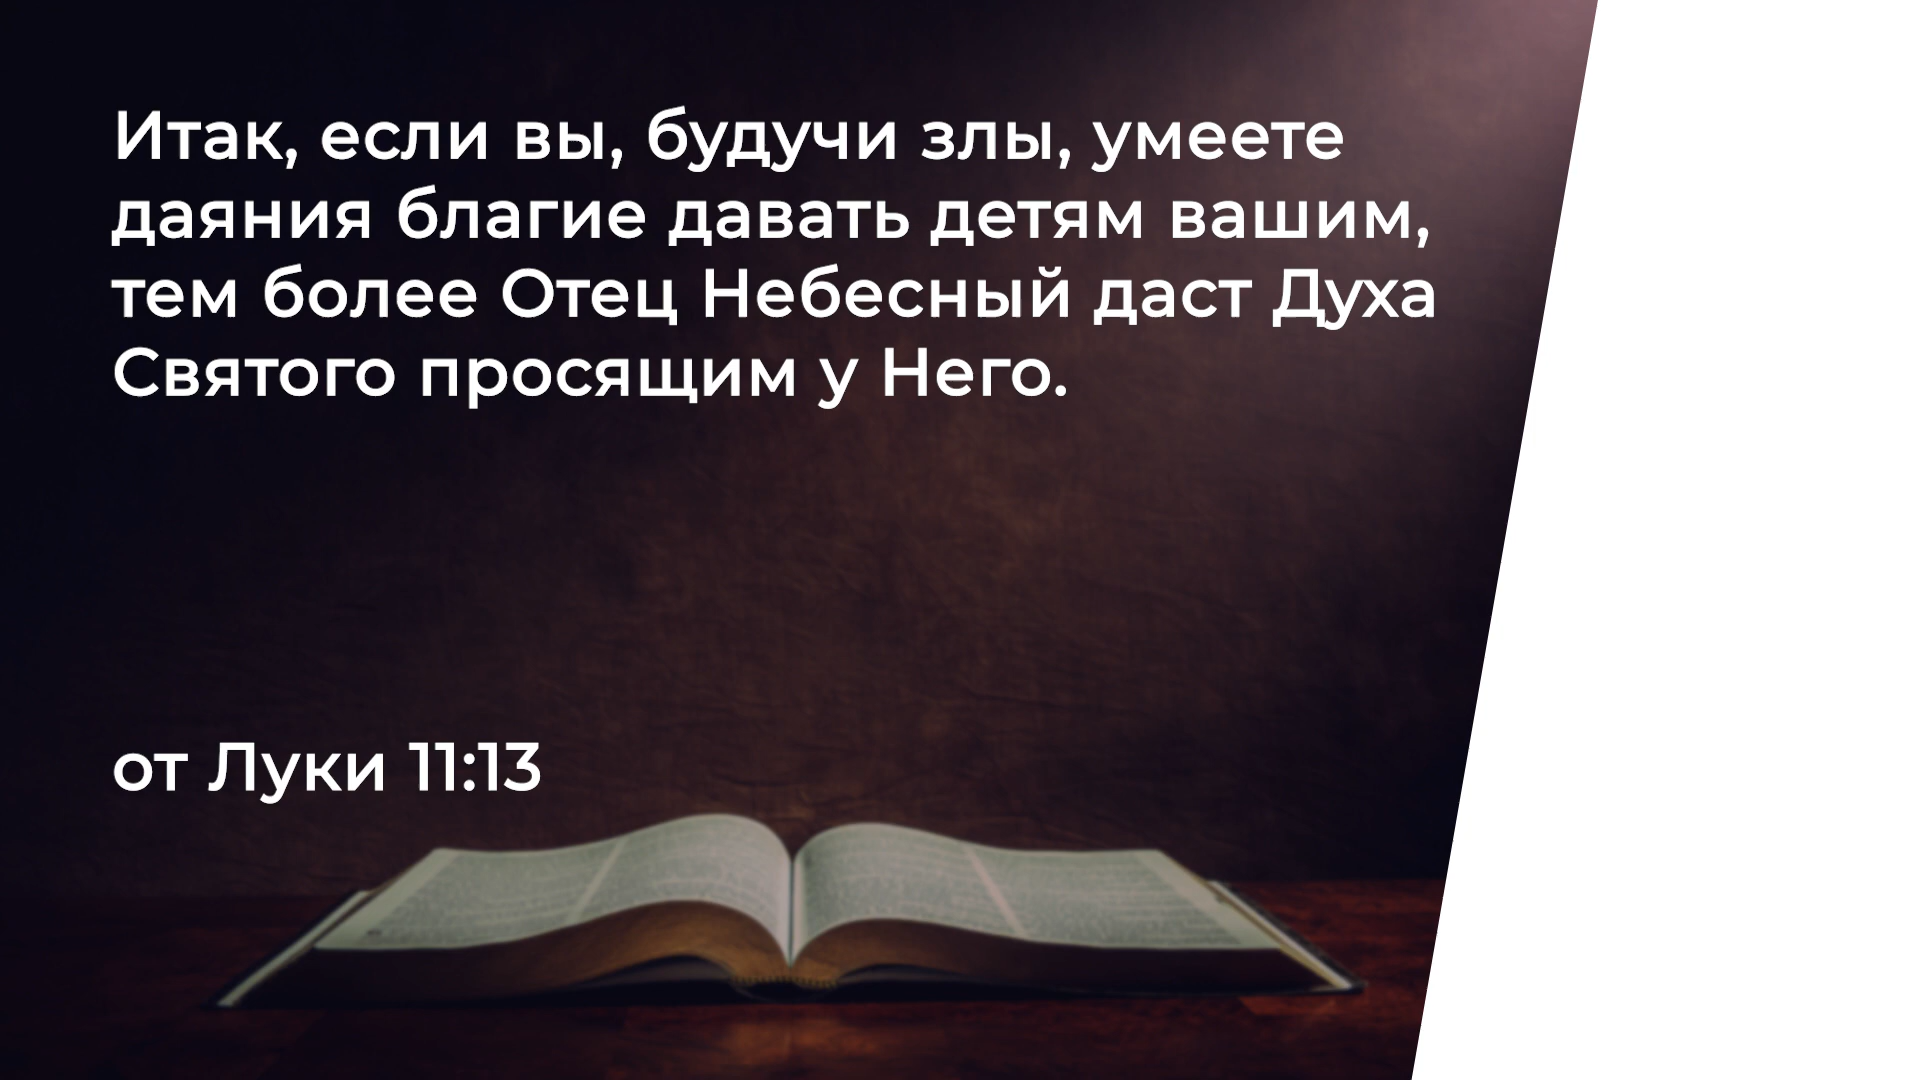 Итак, если вы, будучи злы, умеете
даяния благие давать детям вашим,
тем более Отец Небесный даст Духа
Святого просящим у Него.
от Луки 11:13